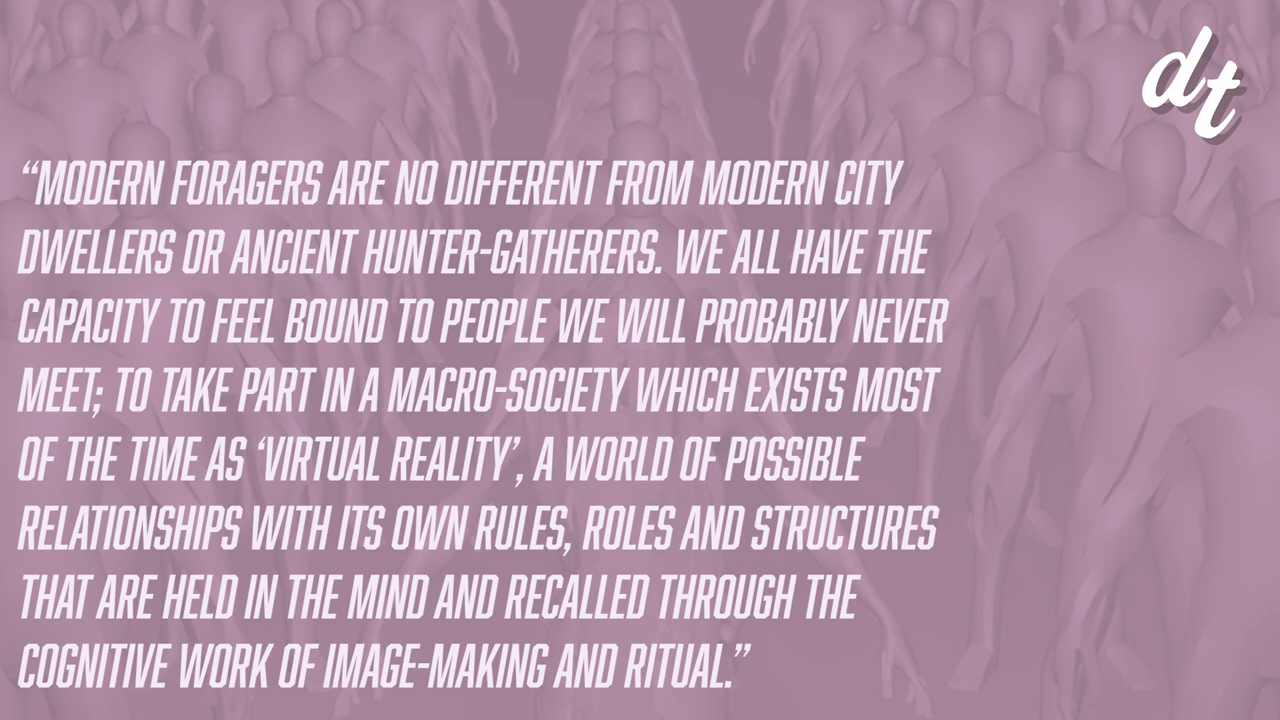 dt
“MODERN FORAGERS ARE NO DIFFERENT FROM MODERN CITY
DWELLERS OR ANCIENT HUNTER-GATHERERS. WE ALL HAVE THE
CAPACITY TO FEEL BOUND TO PEOPLE WE WILL PROBABLY NEVER
MEET; TO TAKE PART IN A MACRO-SOCIETY WHICH EXISTS MOST
OF THE TIME AS ‘VIRTUAL REALITY’, A WORLD OF POSSIBLE
RELATIONSHIPS WITH ITS OWN RULES, ROLES AND STRUCTURES
THAT ARE HELD IN THE MIND AND RECALLED THROUGH THE
COGNITIVE WORK OF IMAGE-MAKING AND RITUAL.”